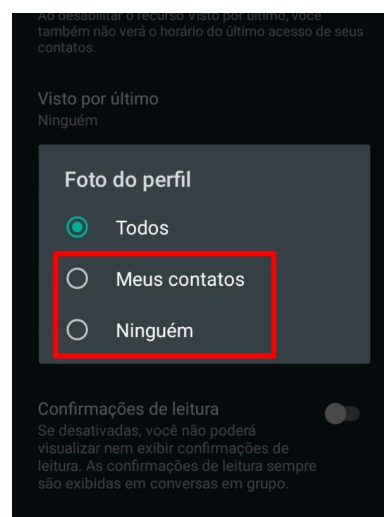 Ao desabilitar o recurso Visto por último, você
também não verá o horário do último acesso de seus
contatos.
Visto por último
Ninguém
Foto do perfil
Todos
Meus contatos
Ninguém
Confirmações de leitura
Se desativadas, você não poderá
visualizar nem exibir confirmações de
leitura. As confirmações de leitura sempre
são exibidas em conversas em grupo.